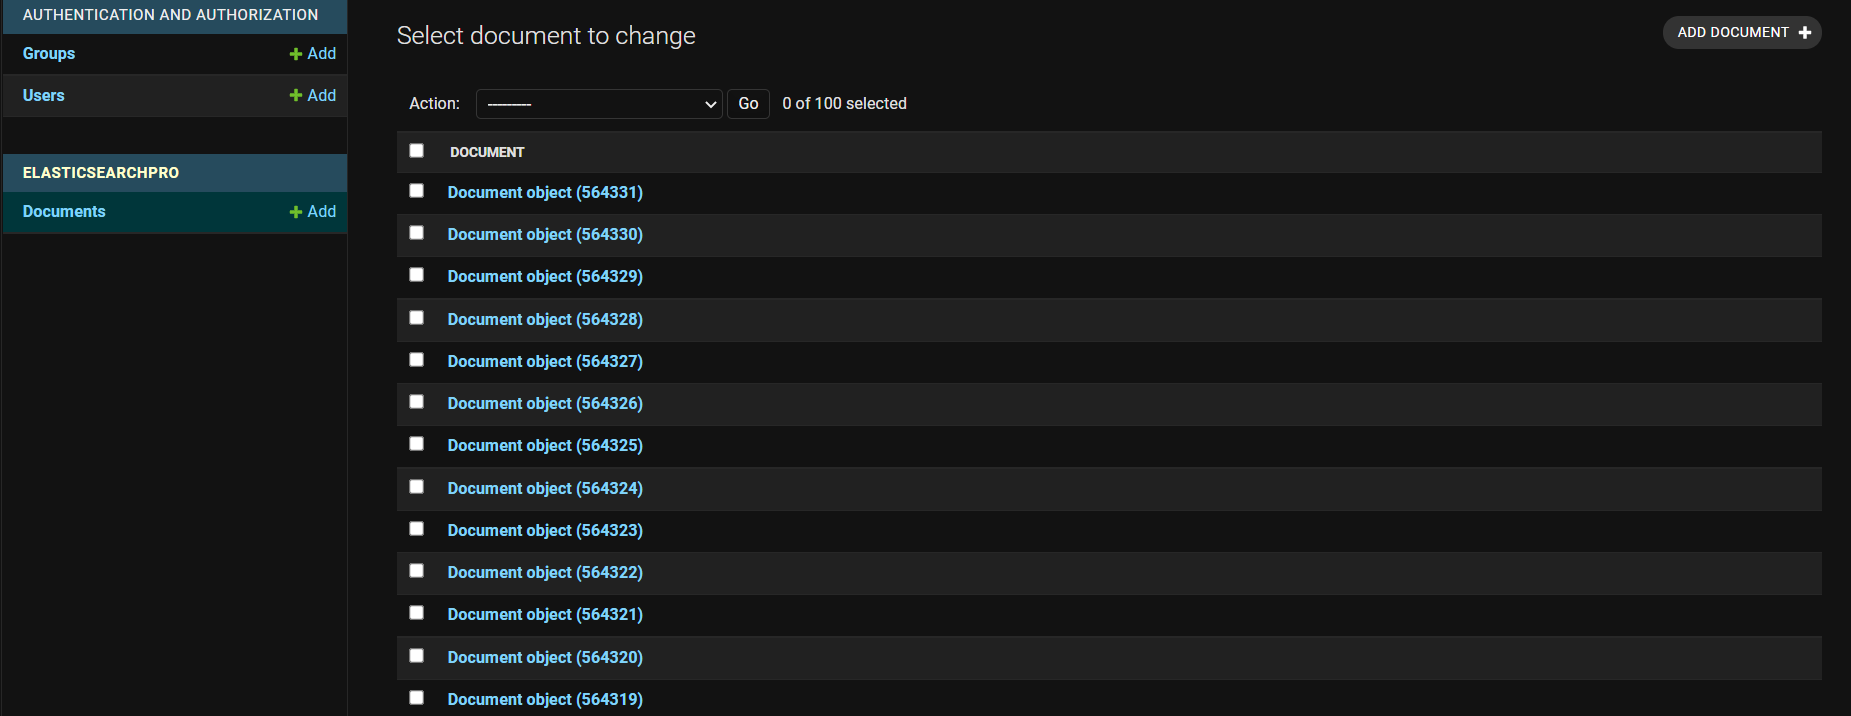 AUTHENTICATION AND AUTHORIZATION
Groups
Add
Users
Add
ELASTICSEARCHPRO
Documents
Add
Select document to change
ADD DOCUMENT
Action:
---------
Go
0 of 100 selected
DOCUMENT
Document object (564331)
Document object (564330)
Document object (564329)
Document object (564328)
Document object (564327)
Document object (564326)
Document object (564325)
Document object (564324)
Document object (564323)
Document object (564322)
Document object (564321)
Document object (564320)
Document object (564319)